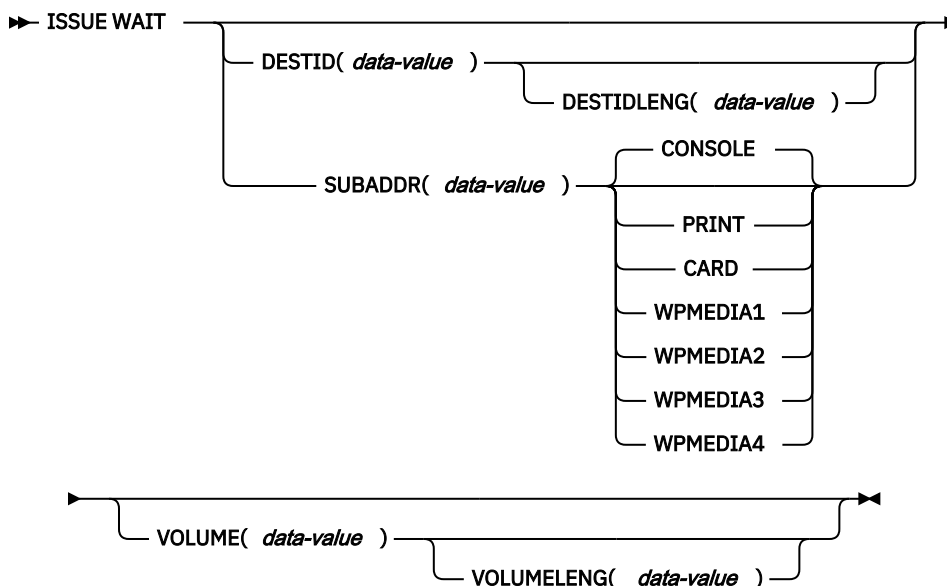 ISSUE WAIT
DESTID( data-value )
DESTIDLENG( data-value )
CONSOLE
SUBADDR( data-value )
PRINT
CARD
WPMEDIA1
WPMEDIA2
WPMEDIA3
WPMEDIA4
VOLUME( data-value )
VOLUMELENG( data-value )